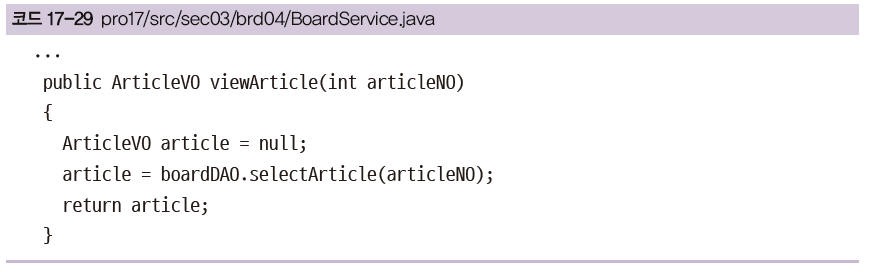 코드 17-29 pro17/src/sec03/brd04/BoardService.java
...
public ArticleVO viewArticle(int articleNO)
{
  ArticleVO article = null;
  article = boardDAO.selectArticle(articleNO);
  return article;
}